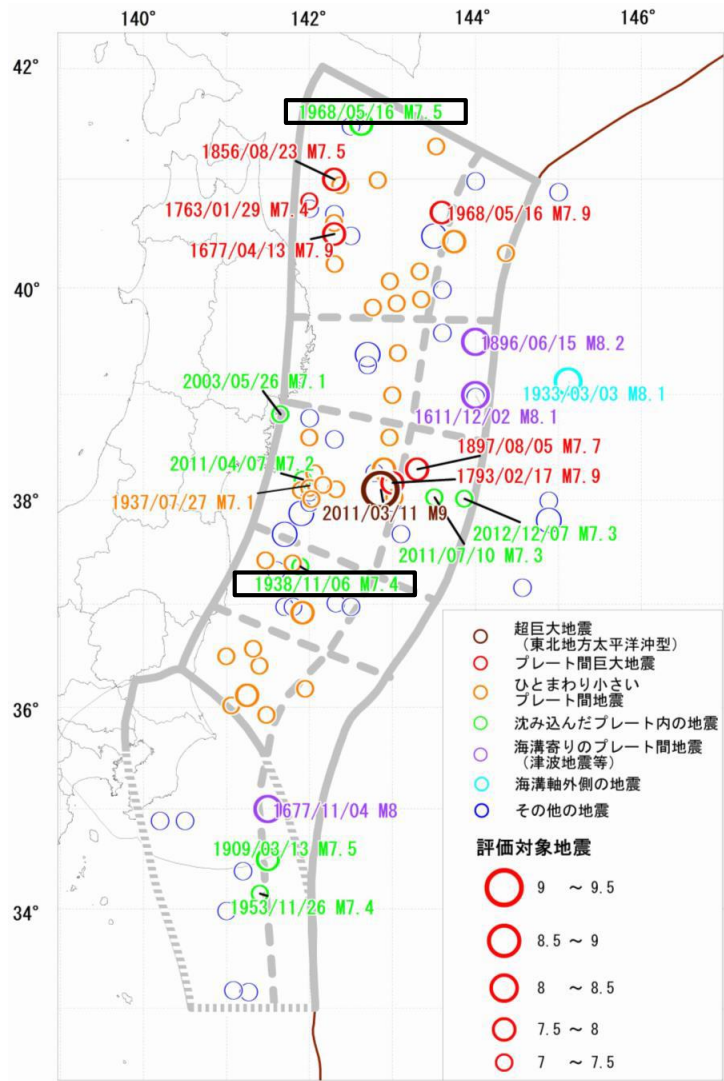 140° 142° 144° 146°
42°
1968/05/16 M7.5
1856/08/23 M7.5
1763/01/29 M7.4
1968/05/16 M7.9
1677/04/13 M7.9
40°
1896/06/15 M8.2
2003/05/26 M7.1
1933/03/03 M8.1
1611/12/02 M8.1
1897/08/05 M7.7
2011/04/07 M7.2
1793/02/17 M7.9
38°
1937/07/27 M7.1
2011/03/11 M9
2012/12/07 M7.3
2011/07/10 M7.3
1938/11/06 M7.4
超巨大地震
(東北地方太平洋沖型)
プレート間巨大地震
ひとまわり小さい
プレート間地震
沈み込んだプレート内の地震
海溝寄りのプレート間地震
(津波地震等)
海溝軸外側の地震
その他の地震
36°
1677/11/04 M8
1909/03/13 M7.5
1953/11/26 M7.4
34°
評価対象地震
9 ～ 9.5
8.5 ～ 9
8 ～ 8.5
7.5 ～ 8
7 ～ 7.5